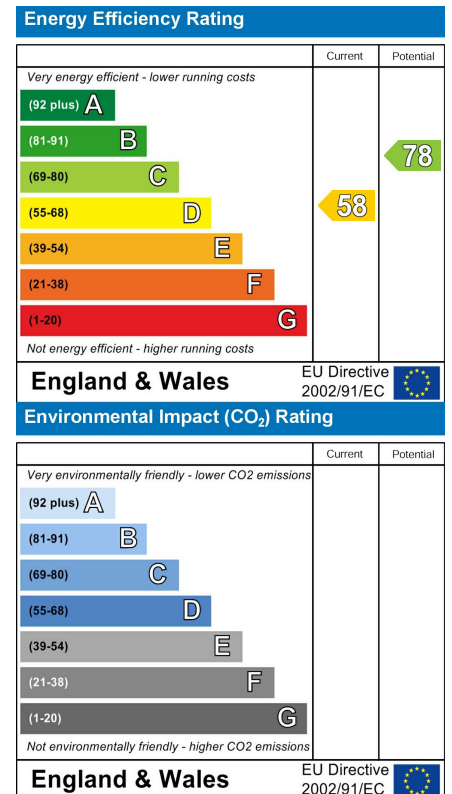 Energy Efficiency Rating
Current Potential
Very energy efficient - lower running costs
(92 plus) A
(81-91) B
(69-80) C
(55-68) D
(39-54) E
(21-38) F
(1-20) G
78
58
Not energy efficient - higher running costs
England & Wales
EU Directive
2002/91/EC
Environmental Impact (CO₂) Rating
Current Potential
Very environmentally friendly - lower CO2 emissions
(92 plus) A
(81-91) B
(69-80) C
(55-68) D
(39-54) E
(21-38) F
(1-20) G
Not environmentally friendly - higher CO2 emissions
England & Wales
EU Directive
2002/91/EC